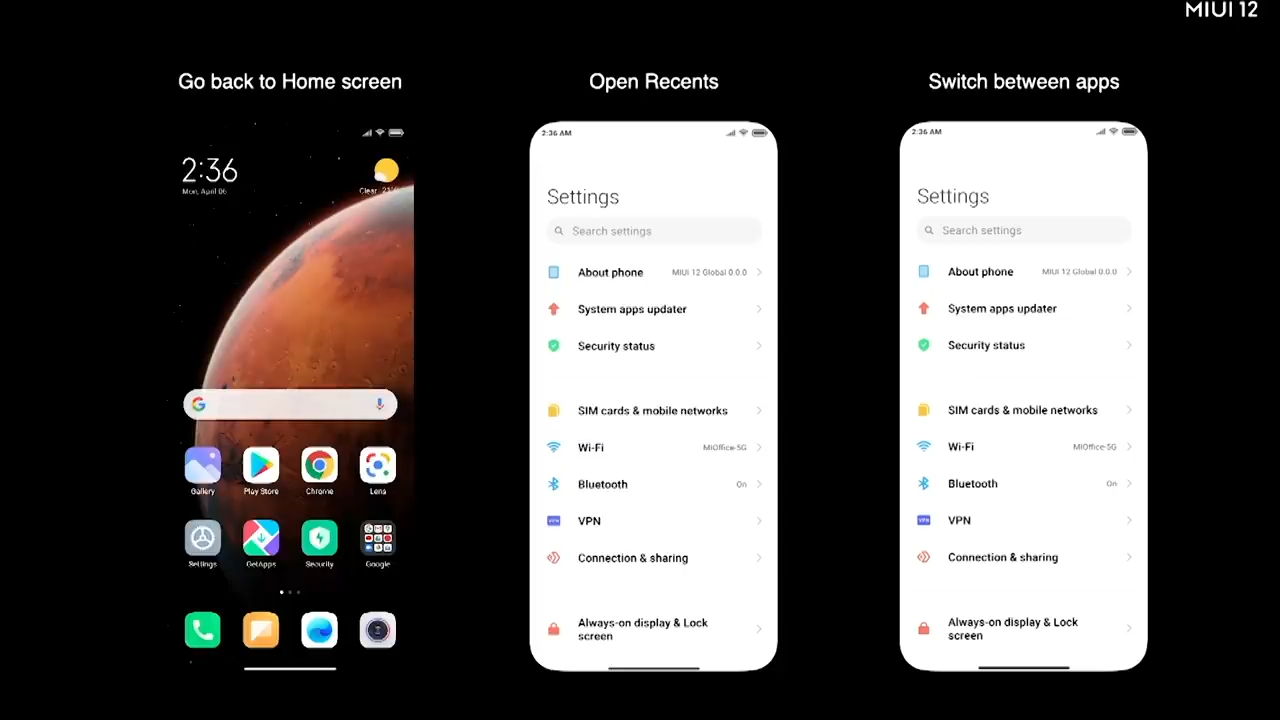 MIUI 12
Go back to Home screen
2:36
Mon, April 06
Clear 21°C
Gallery
Play Store
Chrome
Lens
Settings
GetApps
Security
Google
Open Recents
2:36 AM
Settings
Search settings
About phone
MIUI 12 Global 0.0.0
System apps updater
Security status
SIM cards & mobile networks
Wi-Fi
MIOffice-5G
Bluetooth
On
VPN
VPN
Connection & sharing
Always-on display & Lock
screen
Switch between apps
2:36 AM
Settings
Search settings
About phone
MIUI 12 Global 0.0.0
System apps updater
Security status
SIM cards & mobile networks
Wi-Fi
MIOffice-5G
Bluetooth
On
VPN
VPN
Connection & sharing
Always-on display & Lock
screen